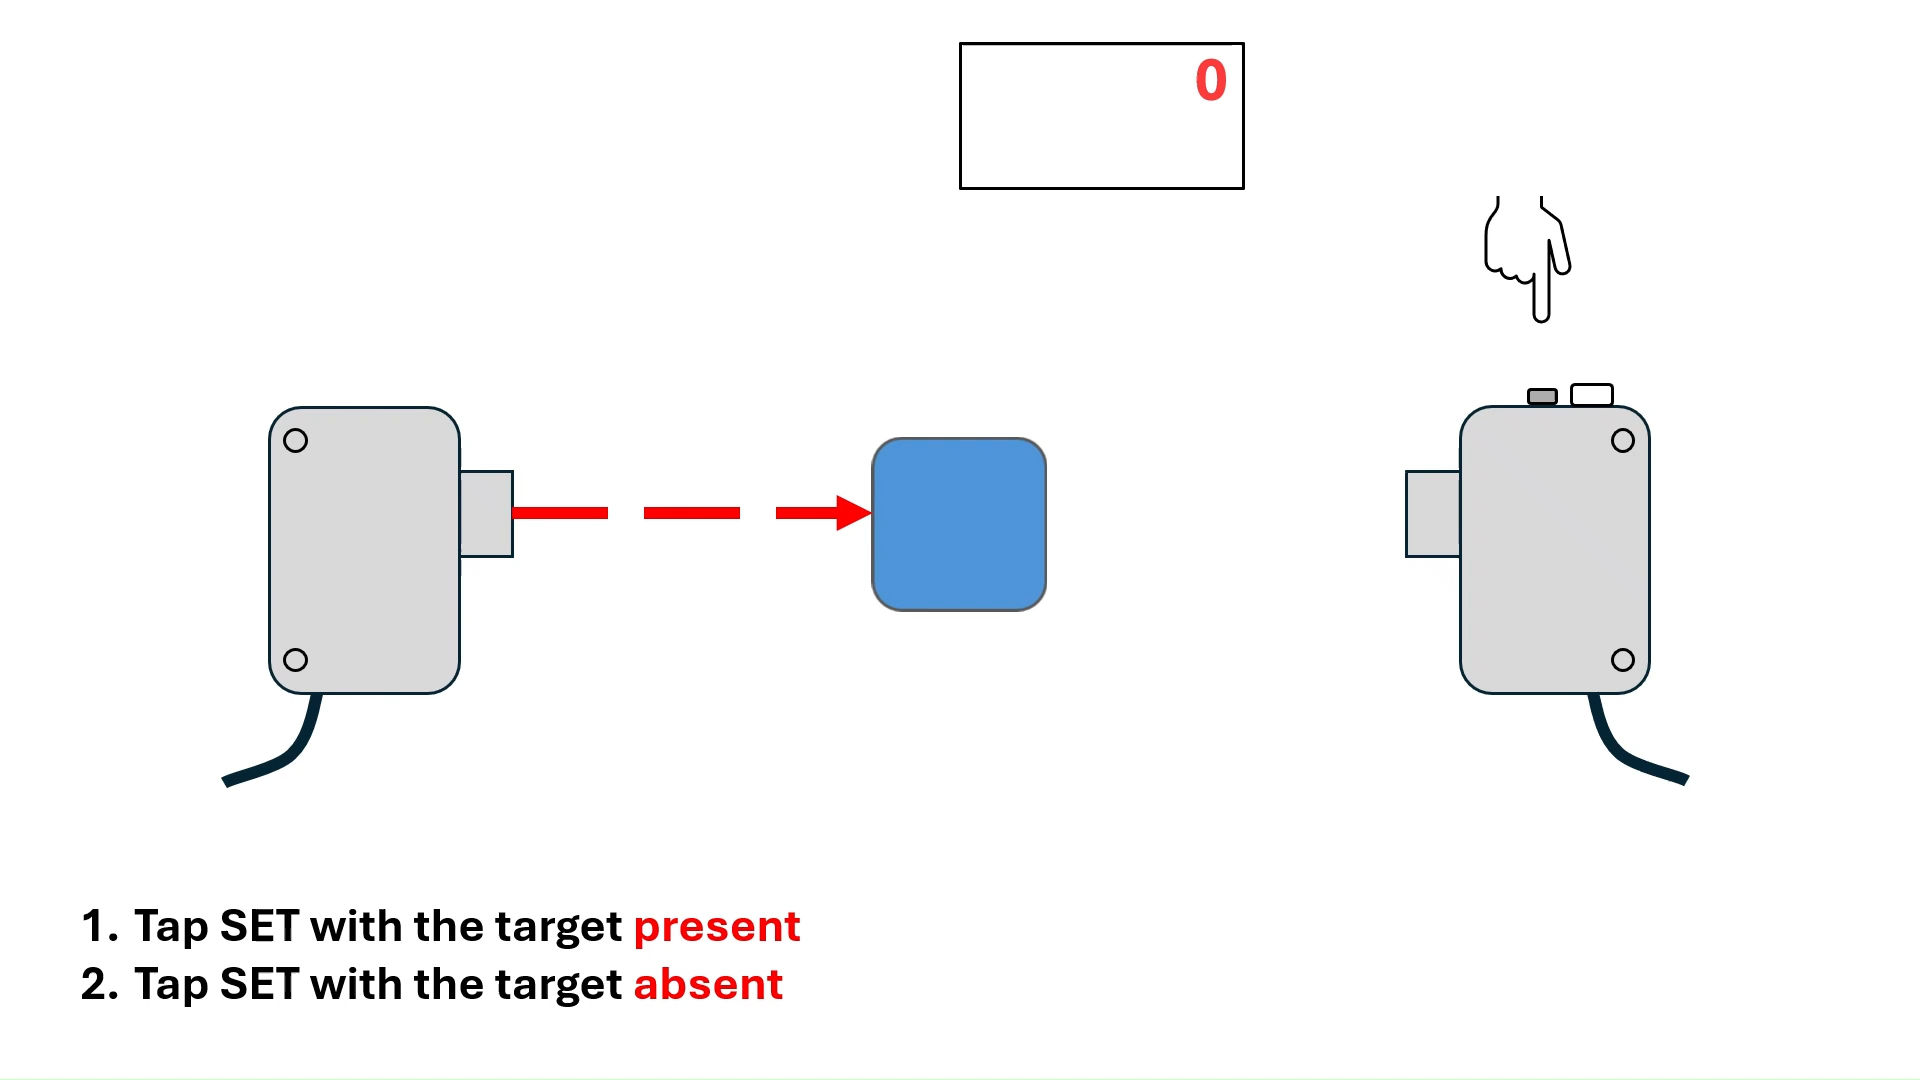 0
1. Tap SET with the target present
2. Tap SET with the target absent